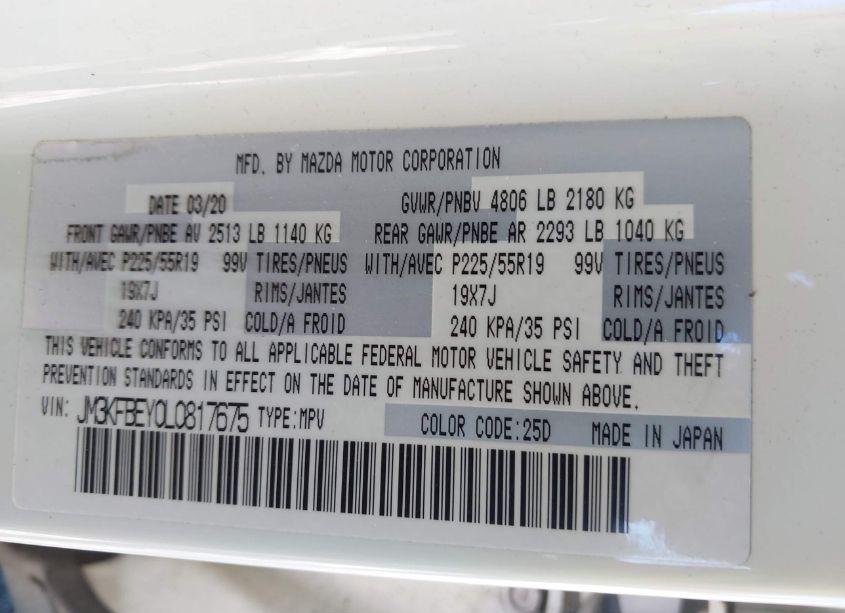 MFD. BY MAZDA MOTOR CORPORATION
DATE 03/20 GVWR/PNBV 4806 LB 2180 KG
FRONT GAWR/PNBE AV 2513 LB 1140 KG REAR GAWR/PNBE AR 2293 LB 1040 KG
WITH/AVEC P225/55R19 99V TIRES/PNEUS WITH/AVEC P225/55R19 99V TIRES/PNEUS
19X7J RIMS/JANTES 19X7J RIMS/JANTES
240 KPA/35 PSI COLD/A FROID 240 KPA/35 PSI COLD/A FROID
THIS VEHICLE CONFORMS TO ALL APPLICABLE FEDERAL MOTOR VEHICLE SAFETY AND THEFT
PREVENTION STANDARDS IN EFFECT ON THE DATE OF MANUFACTURE SHOWN ABOVE.
VIN: JM3KFBEY0L0817675 TYPE:MPV COLOR CODE:25D MADE IN JAPAN